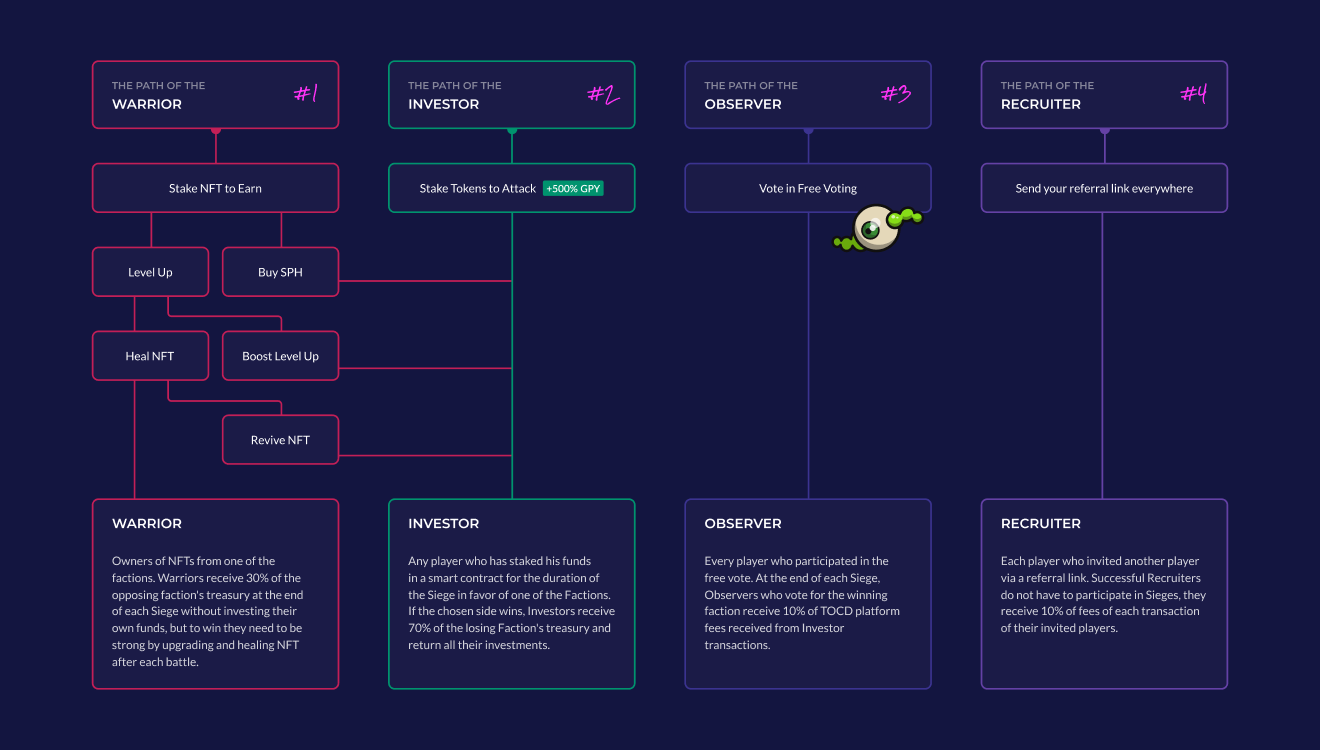 THE PATH OF THE
WARRIOR
#1
THE PATH OF THE
INVESTOR
#2
THE PATH OF THE
OBSERVER
#3
THE PATH OF THE
RECRUITER
#4
Stake NFT to Earn
Stake Tokens to Attack +500% GPY
Vote in Free Voting
Send your referral link everywhere
Level Up
Buy SPH
Heal NFT
Boost Level Up
Revive NFT
WARRIOR
Owners of NFTs from one of the
factions. Warriors receive 30% of the
opposing faction's treasury at the end
of each Siege without investing their
own funds, but to win they need to be
strong by upgrading and healing NFT
after each battle.
INVESTOR
Any player who has staked his funds
in a smart contract for the duration of
the Siege in favor of one of the Factions.
If the chosen side wins, Investors receive
70% of the losing Faction's treasury and
return all their investments.
OBSERVER
Every player who participated in the
free vote. At the end of each Siege,
Observers who vote for the winning
faction receive 10% of TOCD platform
fees received from Investor
transactions.
RECRUITER
Each player who invited another player
via a referral link. Successful Recruiters
do not have to participate in Sieges, they
receive 10% of fees of each transaction
of their invited players.